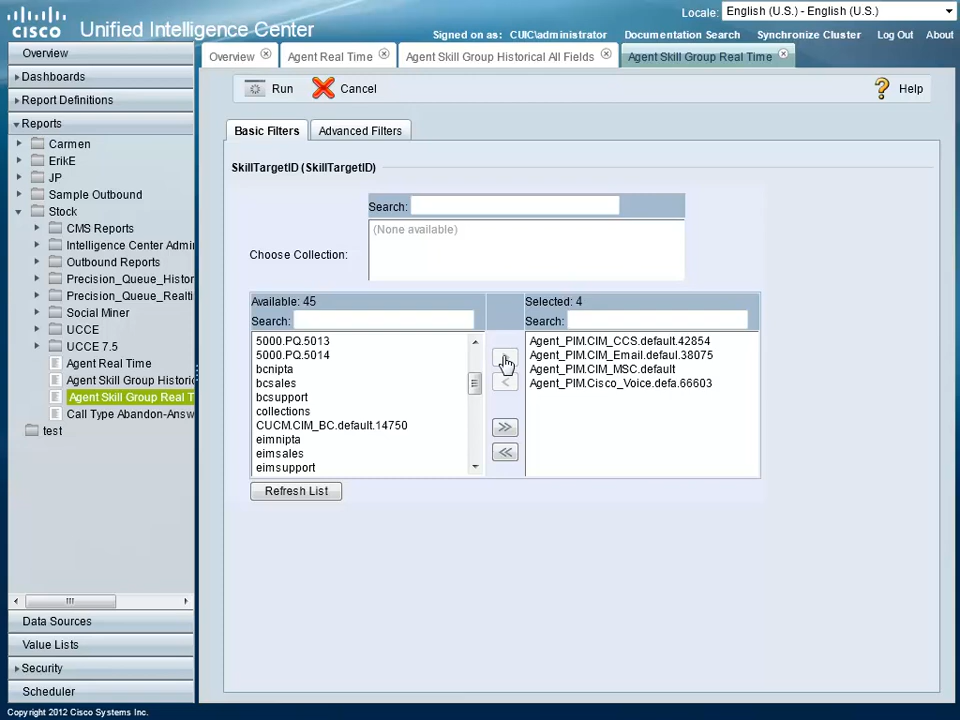 Locale:
English (U.S.) - English (U.S.)
CISCO
Unified Intelligence Center
Signed on as: CUIC\administrator
Documentation Search
Synchronize Cluster
Log Out
About
Overview
Dashboards
Report Definitions
Reports
Carmen
ErikE
JP
Sample Outbound
Stock
CMS Reports
Intelligence Center Admi
Outbound Reports
Precision_Queue_Histor
Precision_Queue_Realti
Social Miner
UCCE
UCCE 7.5
Agent Real Time
Agent Skill Group Historic
Agent Skill Group Real T
Call Type Abandon-Answ
test
Data Sources
Value Lists
Security
Scheduler
Overview
Agent Real Time
Agent Skill Group Historical All Fields
Agent Skill Group Real Time
Run
Cancel
Help
Basic Filters
Advanced Filters
SkillTargetID (SkillTargetID)
Search:
Choose Collection:
(None available)
Available: 45
Search:
5000.PQ.5013
5000.PQ.5014
bcnipta
bcsales
bcsupport
collections
CUCM.CIM_BC.default.14750
eimnipta
eimsales
eimsupport
Selected: 4
Search:
Agent_PIM.CIM_CCS.default.42854
Agent_PIM.CIM_Email.defaul.38075
Agent_PIM.CIM_MSC.default
Agent_PIM.Cisco_Voice.defa.66603
Refresh List
Copyright 2012 Cisco Systems Inc.